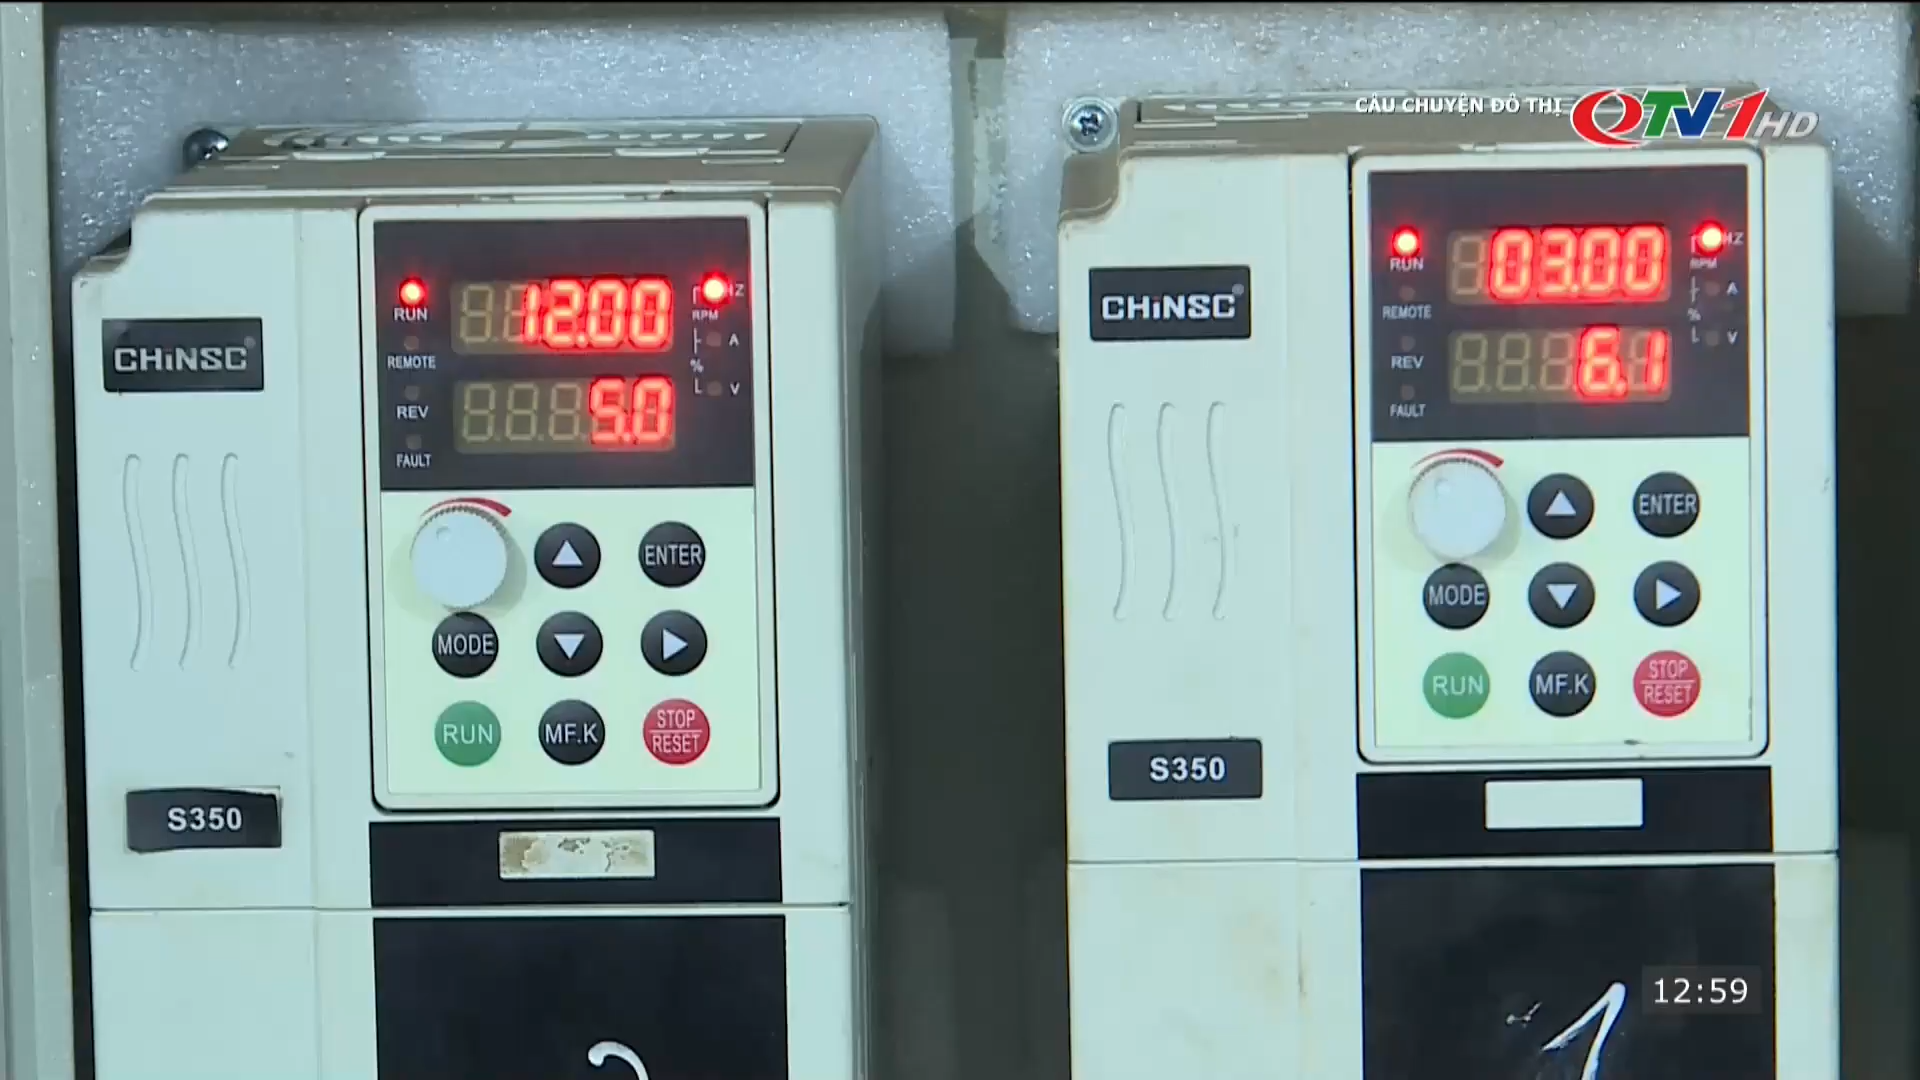 CÂU CHUYỆN ĐÔ THỊ QTV1HD
CHiNSC®
RUN
12.00
HZ
RPM
REMOTE
A
%
REV
5.0
V
FAULT
ENTER
MODE
RUN
MF.K
STOP
RESET
S350
CHiNSC®
RUN
03.00
HZ
RPM
REMOTE
A
%
REV
6.1
V
FAULT
ENTER
MODE
RUN
MF.K
STOP
RESET
S350
1
12:59